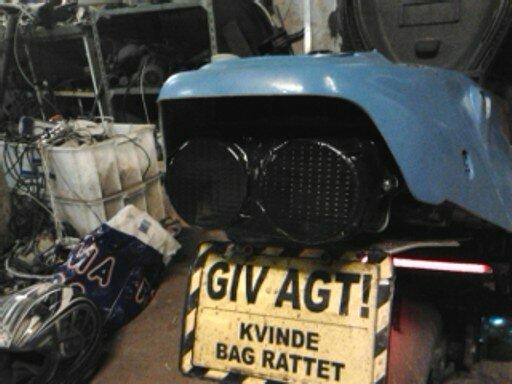 GIV AGT!
KVINDE
BAG RATTET